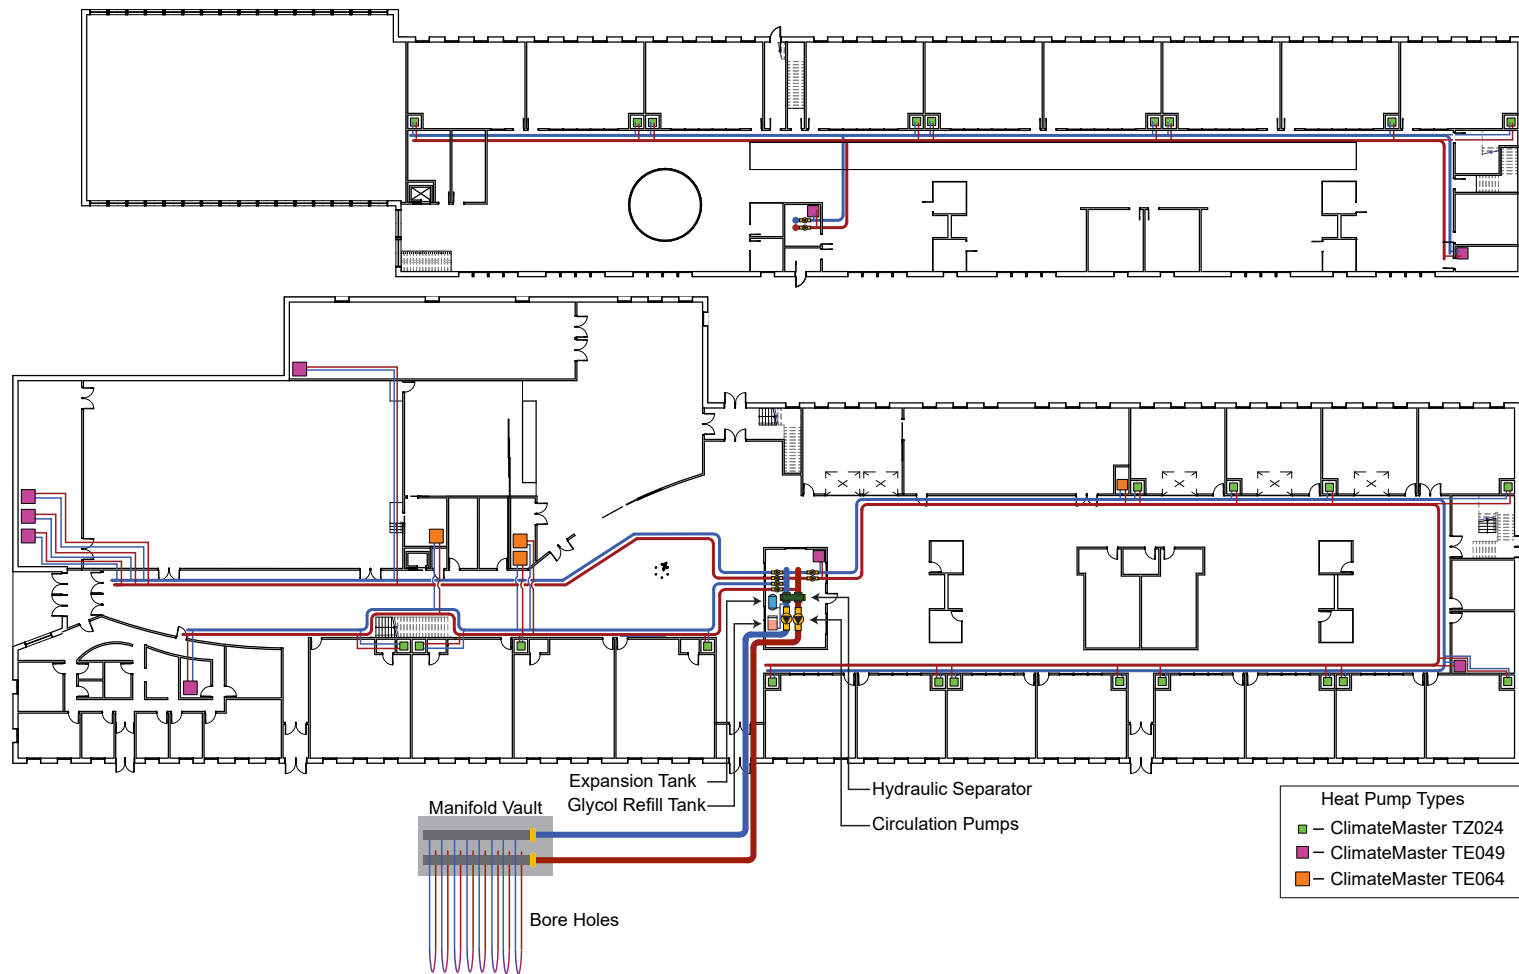 Expansion Tank
Glycol Refill Tank
Hydraulic Separator
Circulation Pumps
Manifold Vault
Bore Holes
Heat Pump Types
– ClimateMaster TZ024
– ClimateMaster TE049
– ClimateMaster TE064